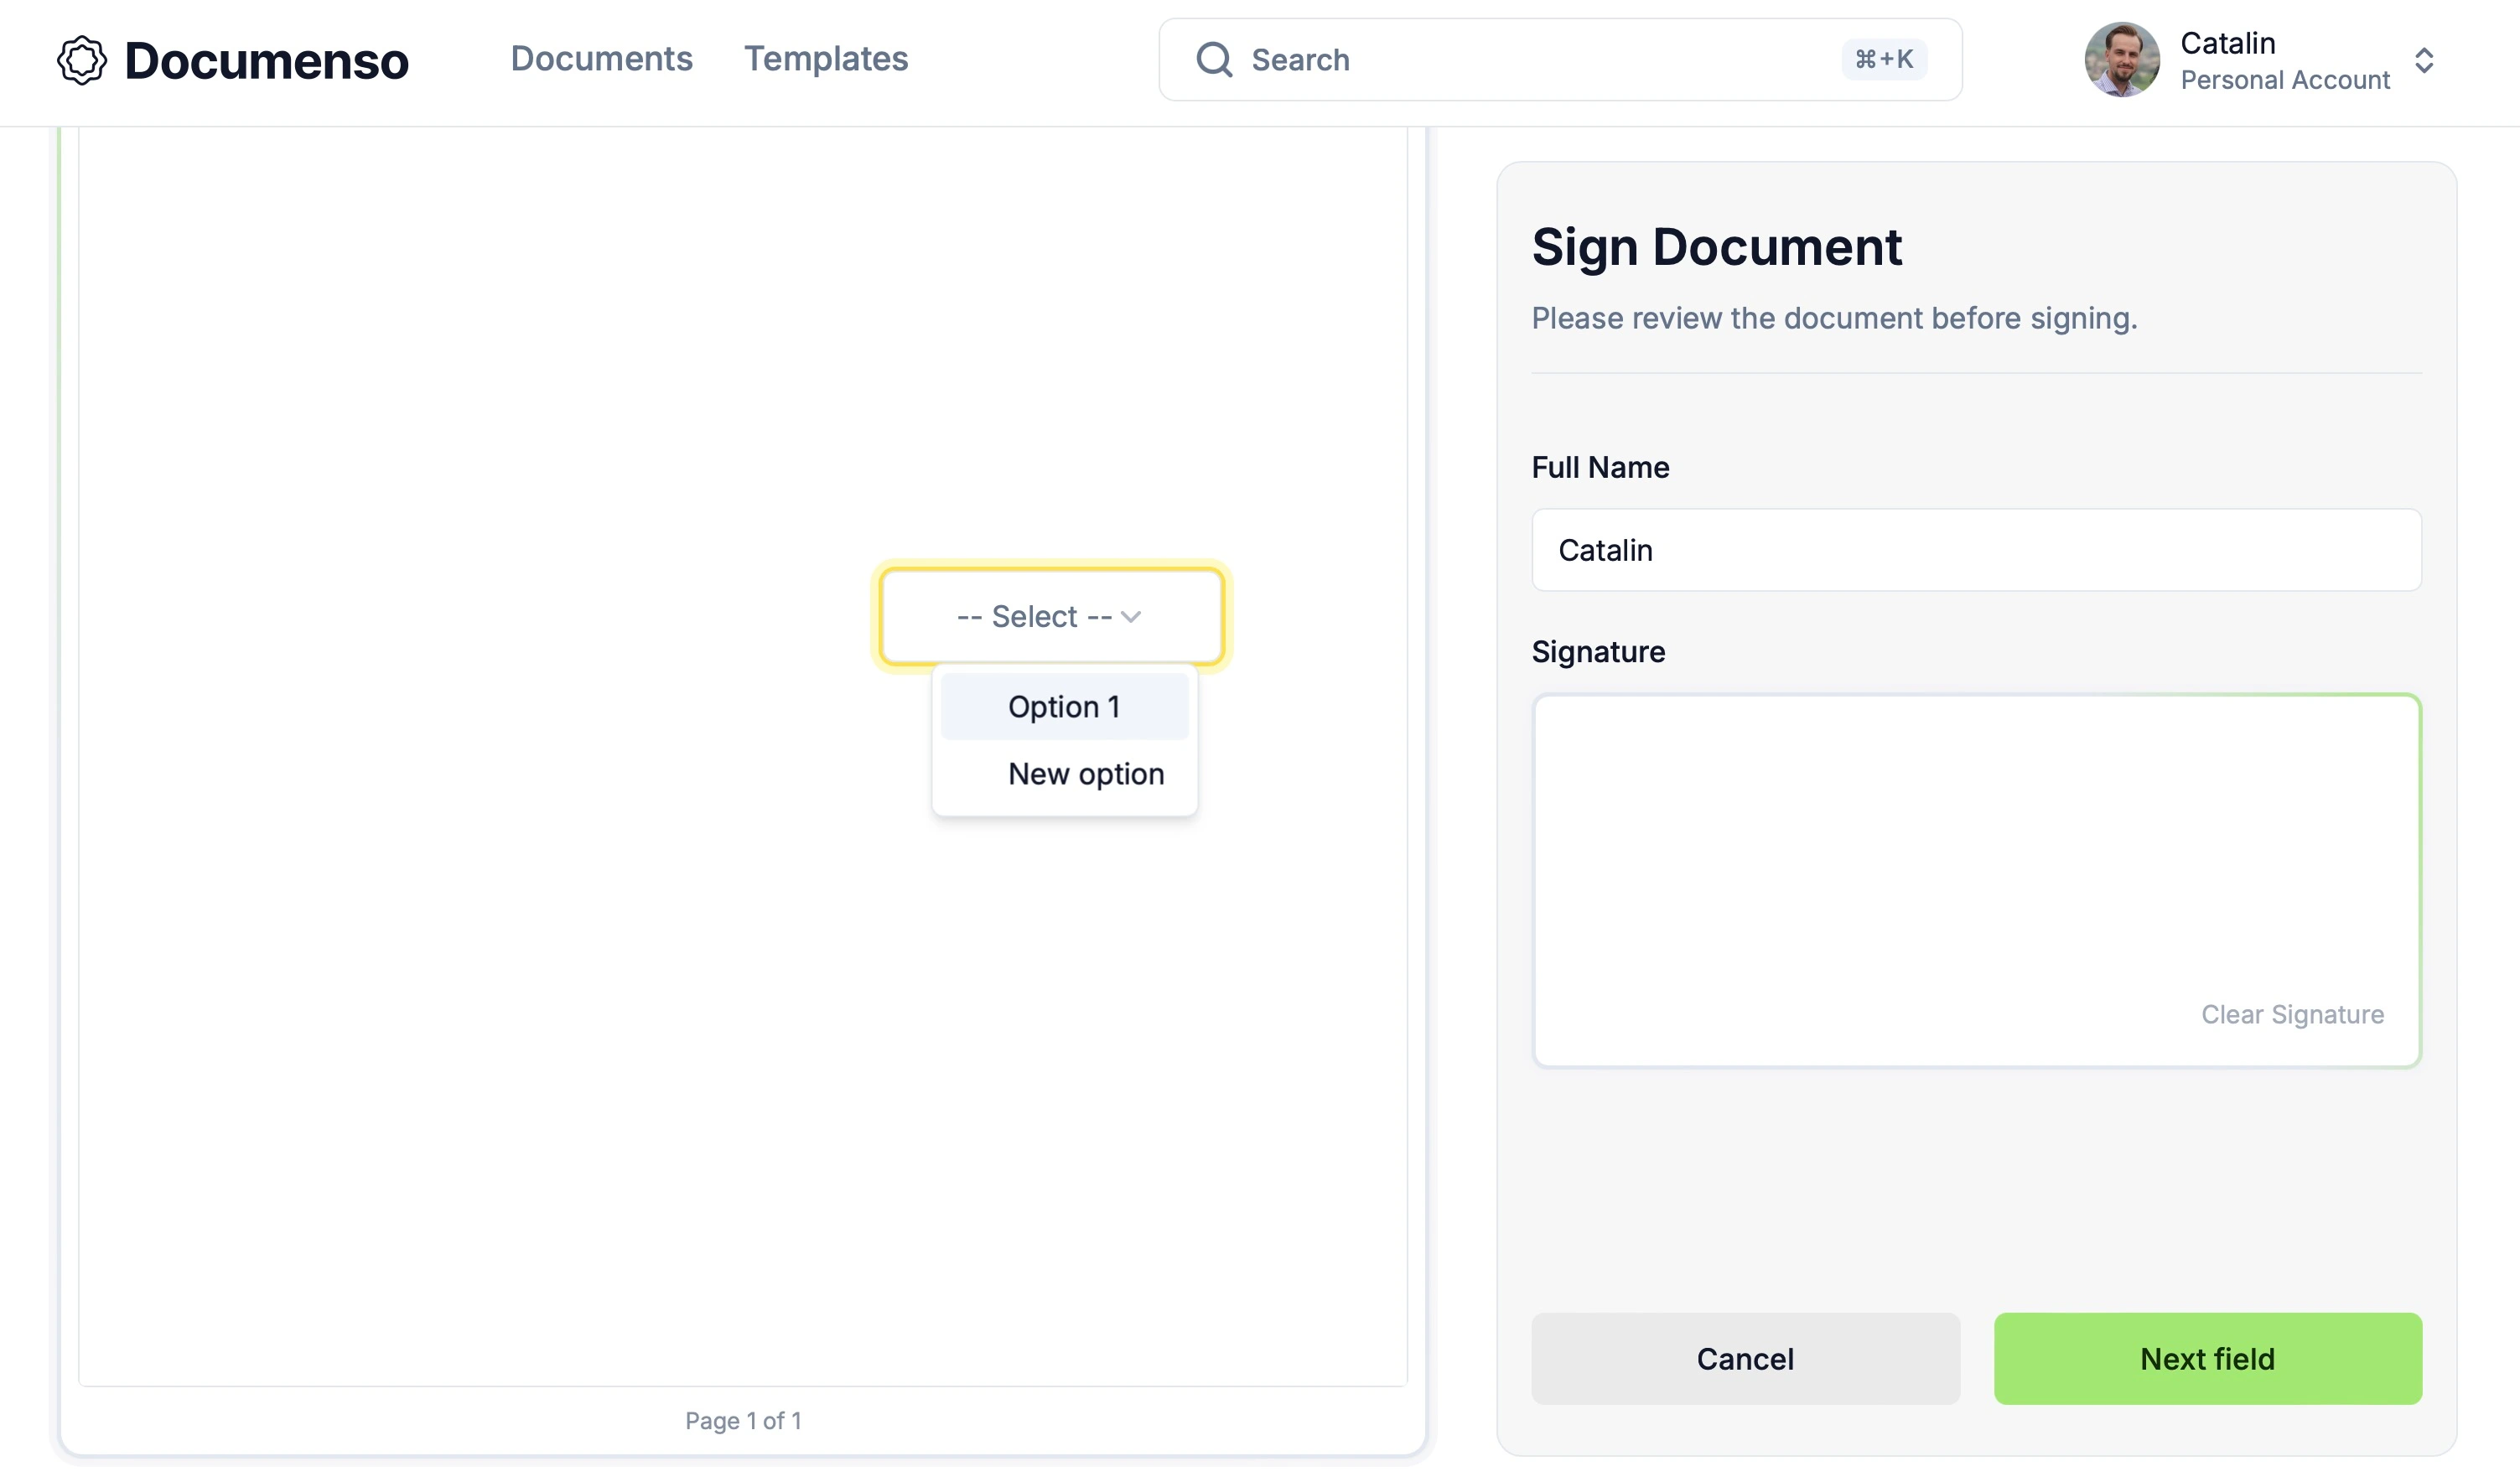 Documenso
Documents
Templates
Search
⌘+K
Catalin
Personal Account
-- Select --
Option 1
New option
Page 1 of 1
Sign Document
Please review the document before signing.
Full Name
Catalin
Signature
Clear Signature
Cancel
Next field